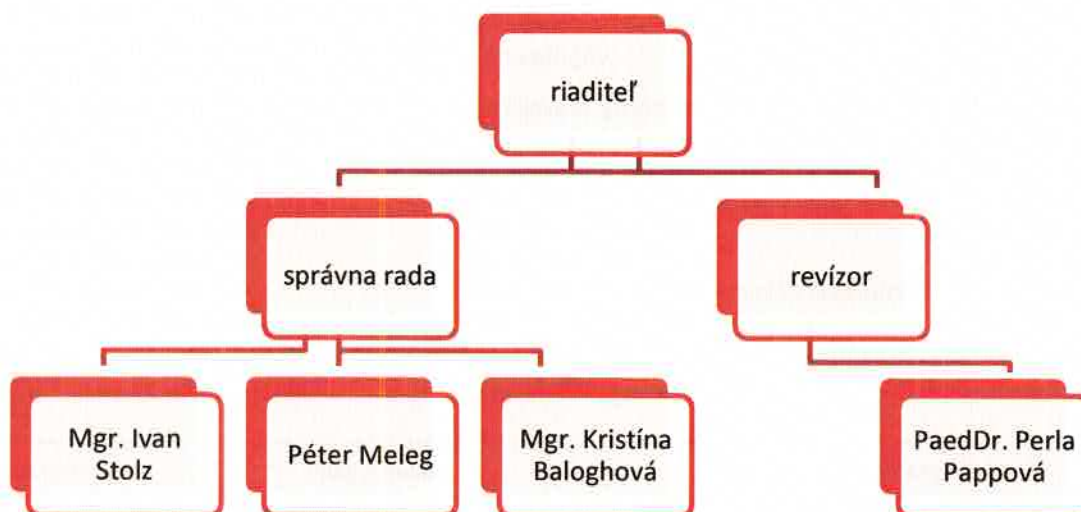 riaditeľ
správna rada
revízor
Mgr. Ivan
Stolz
Péter Meleg
Mgr. Kristína
Baloghová
PaedDr. Perla
Pappová